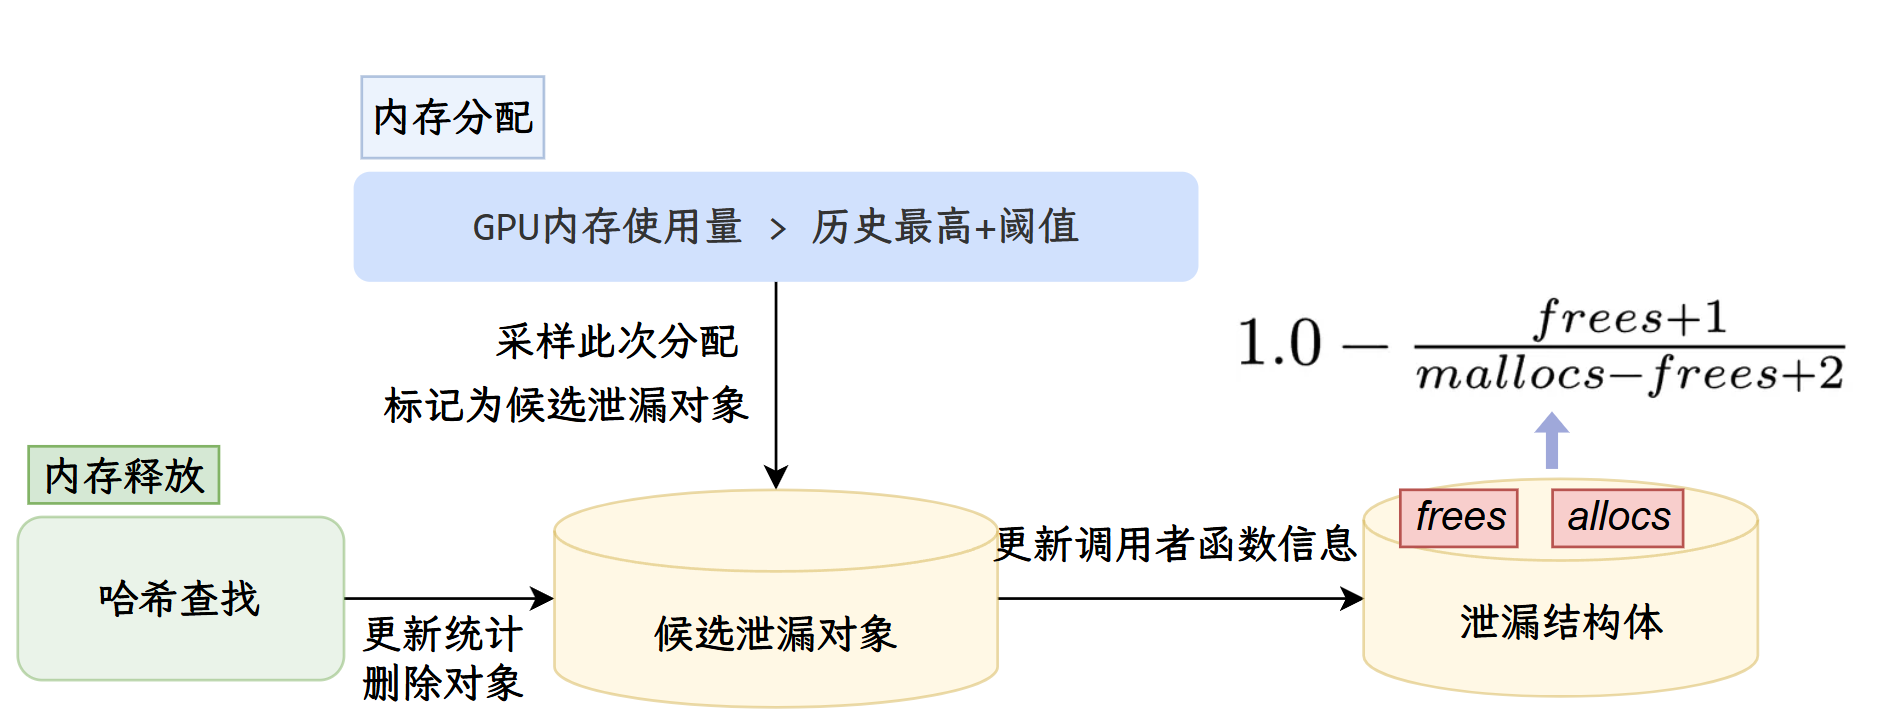 内存分配
GPU内存使用量 > 历史最高+阈值
采样此次分配
标记为候选泄漏对象
1.0 − frees+1
mallocs−frees+2
内存释放
哈希查找
更新统计
删除对象
候选泄漏对象
更新调用者函数信息
frees
allocs
泄漏结构体